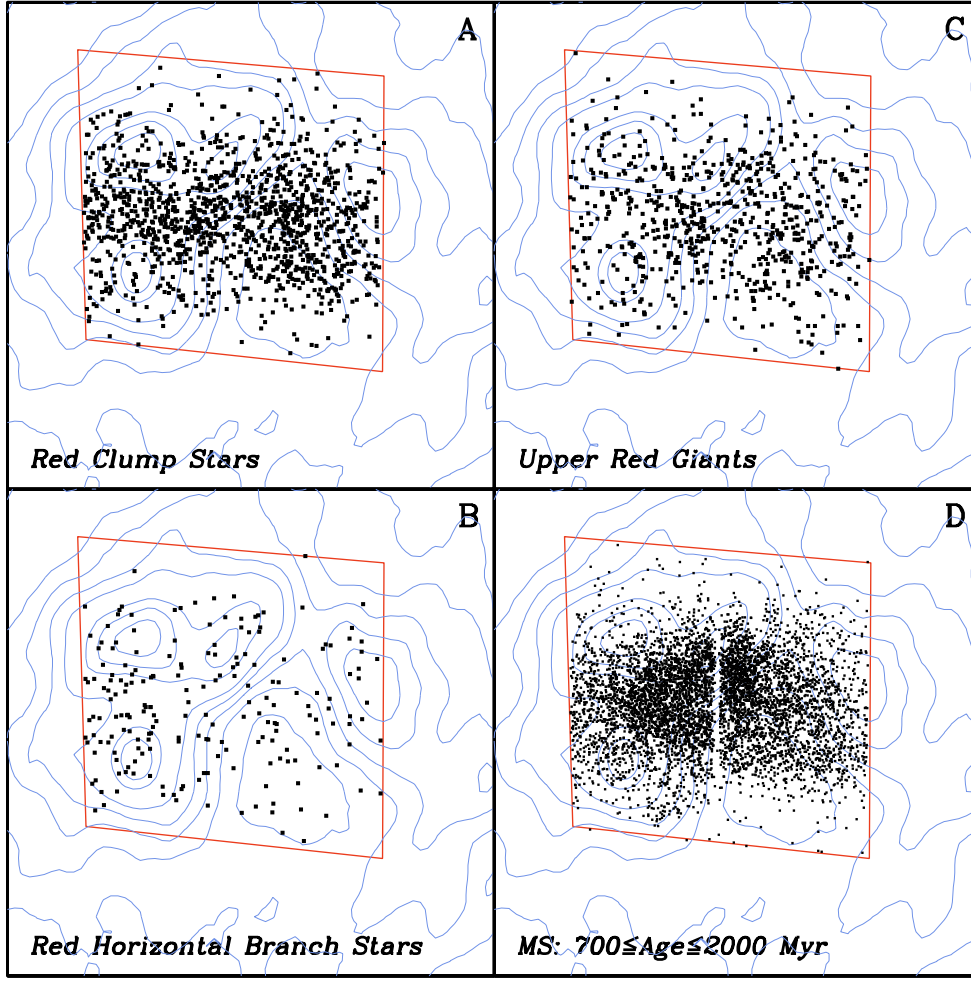 A
Red Clump Stars
C
Upper Red Giants
B
Red Horizontal Branch Stars
D
MS: 700≦Age≦2000 Myr